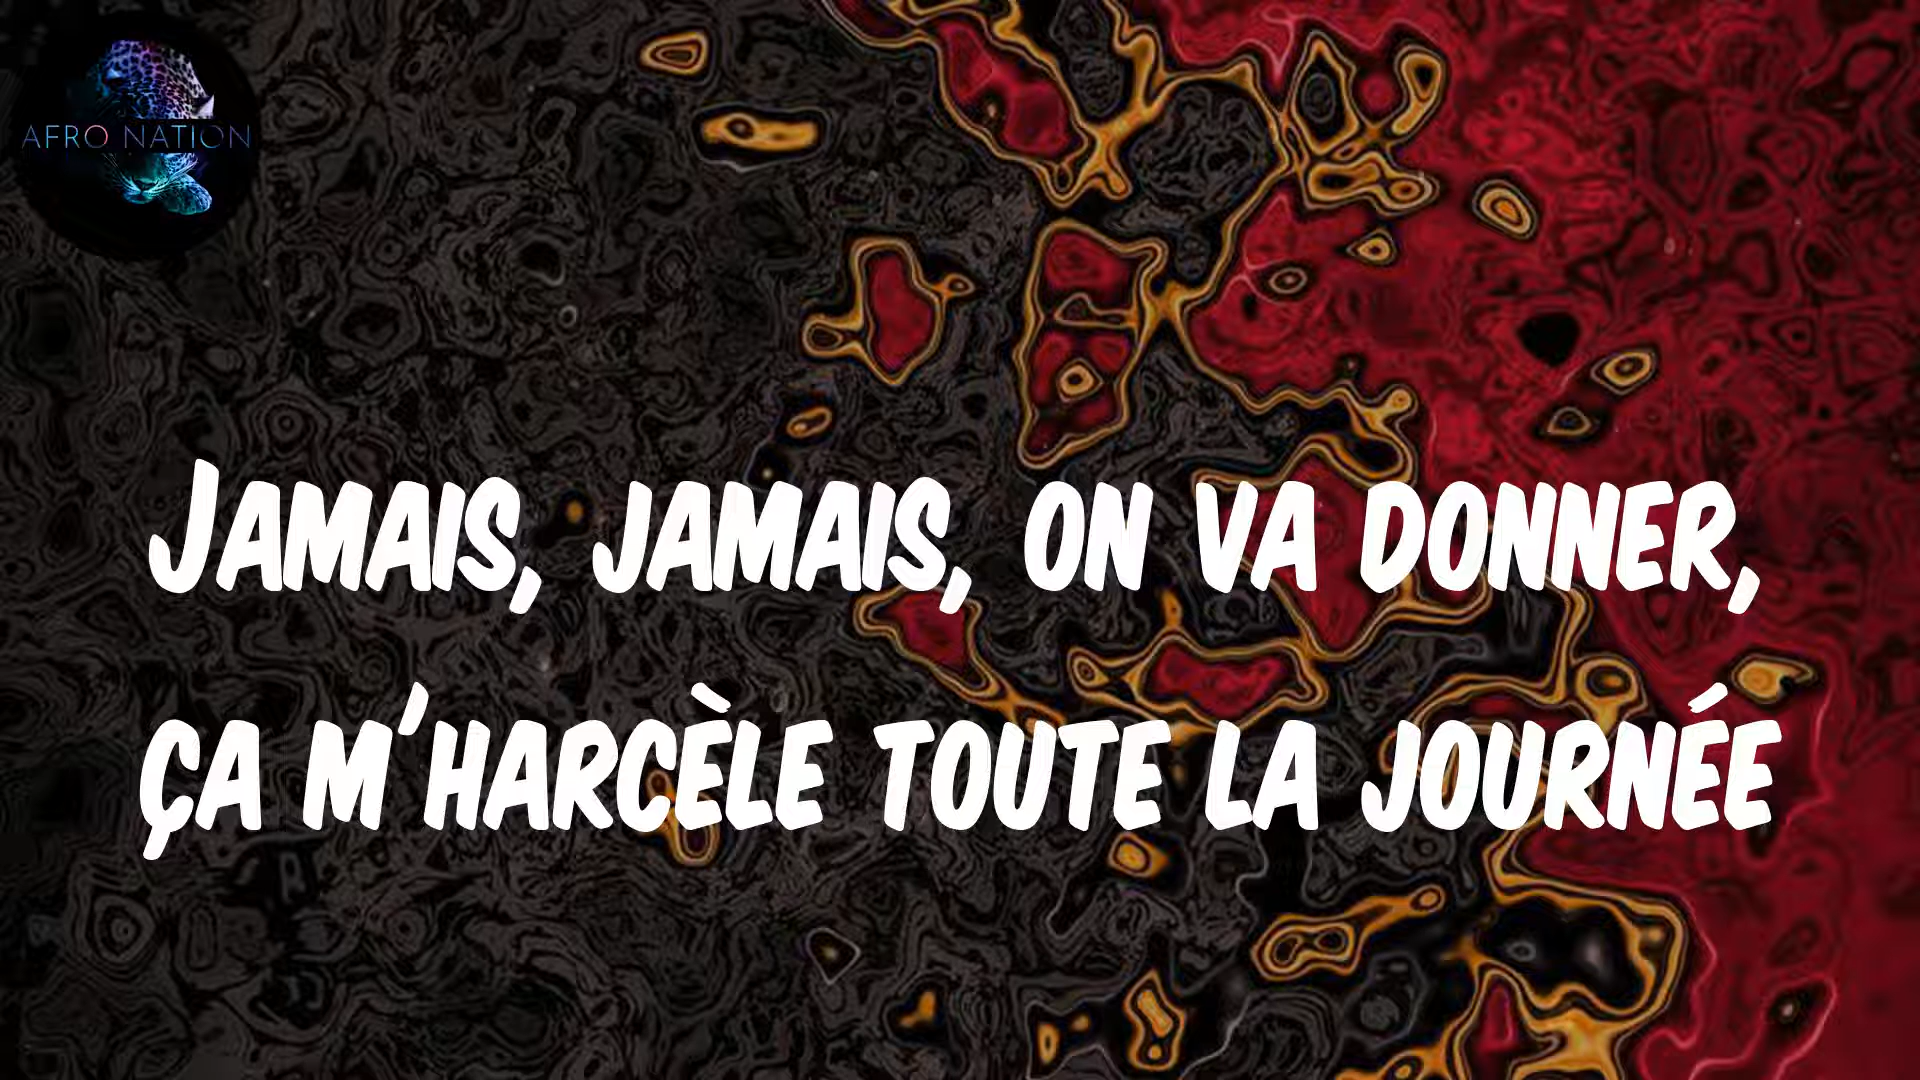 AFRO NATION
Jamais, jamais, on va donner,
ça m'harcèle toute la journée